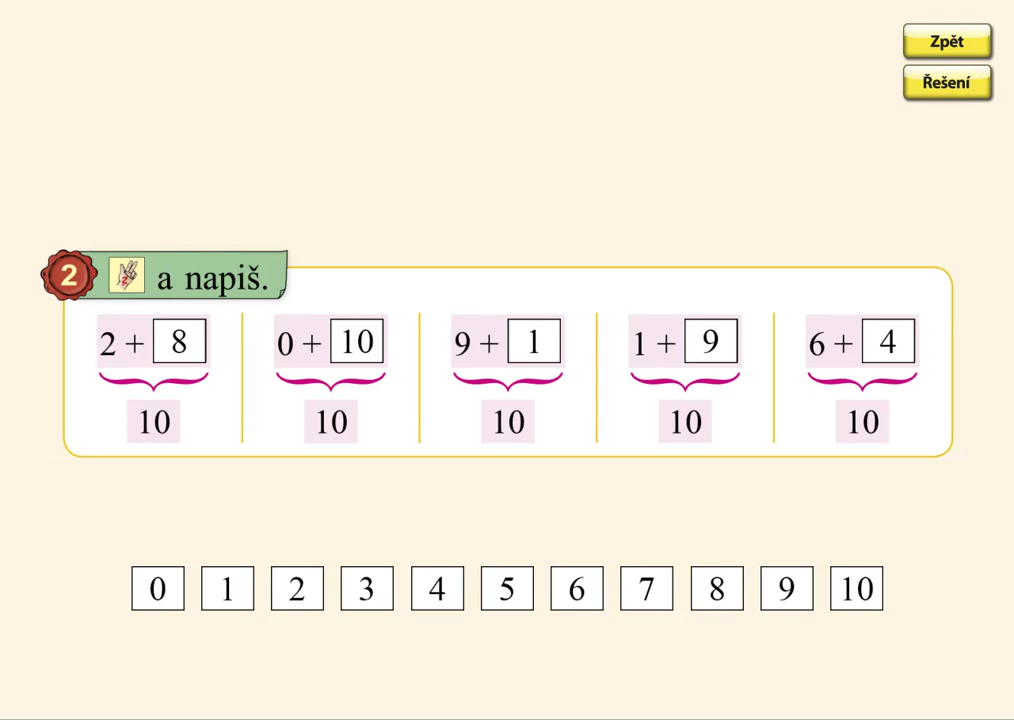 Zpět
Řešení
2 a napiš.
2 + 8 0 + 10 9 + 1 1 + 9 6 + 4
10 10 10 10 10
0 1 2 3 4 5 6 7 8 9 10